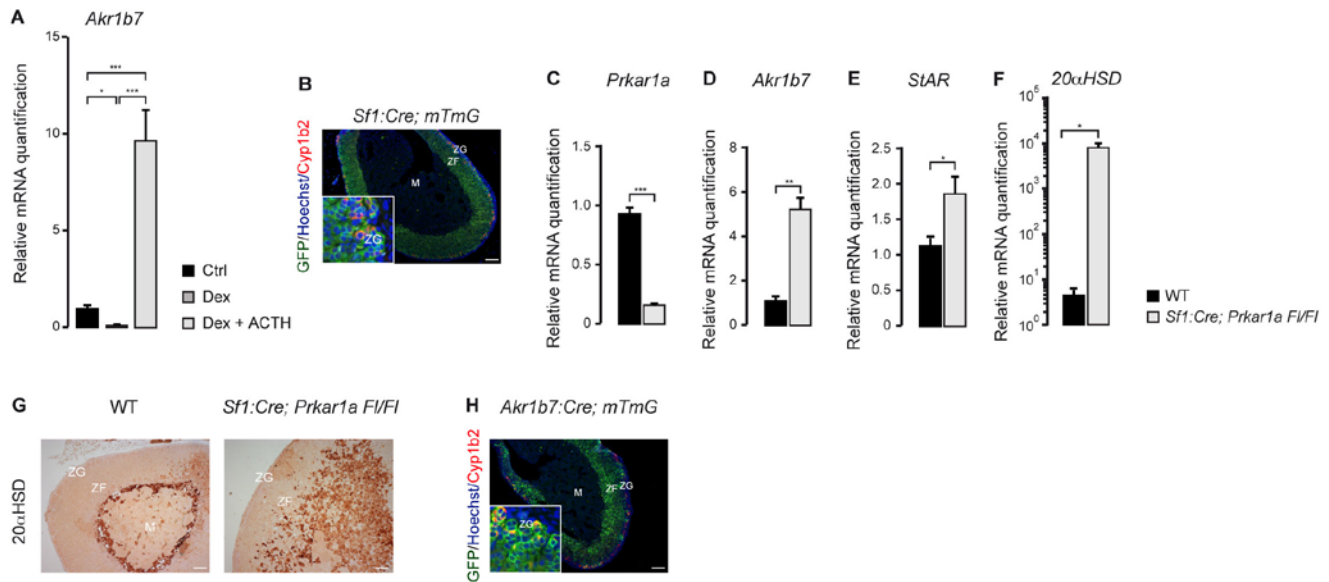 A
Akr1b7
Relative mRNA quantification
15
10
5
0
***
*
***
Ctrl
Dex
Dex + ACTH
B
Sf1:Cre; mTmG
GFP/Hoechst/Cyp1b2
ZG
ZF
M
ZG
C
Prkar1a
Relative mRNA quantification
1.5
1.0
0.5
0
***
D
Akr1b7
Relative mRNA quantification
8
6
4
2
0
**
E
StAR
Relative mRNA quantification
2.5
2.0
1.5
1.0
0.5
0
*
F
20αHSD
Relative mRNA quantification
10⁵
10⁴
10³
10²
10¹
10⁰
*
WT
Sf1:Cre; Prkar1a Fl/Fl
G
WT
Sf1:Cre; Prkar1a Fl/Fl
20αHSD
ZG
ZF
M
ZG
ZF
H
Akr1b7:Cre; mTmG
GFP/Hoechst/Cyp1b2
M
ZF
ZG
ZG